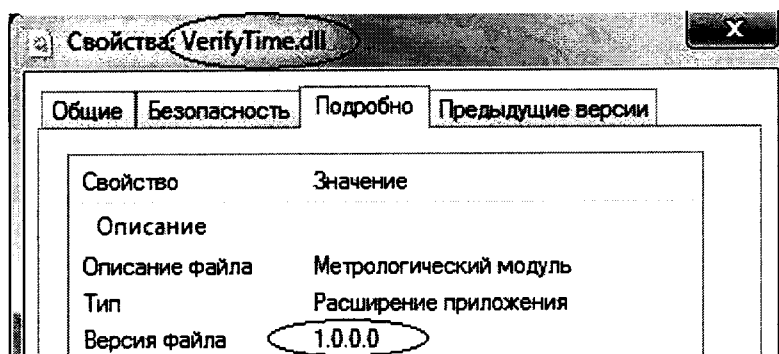 Свойства: VerifyTime.dll
X
Общие Безопасность Подробно Предыдущие версии
Свойство Значение
Описание
Описание файла Метрологический модуль
Тип Расширение приложения
Версия файла 1.0.0.0